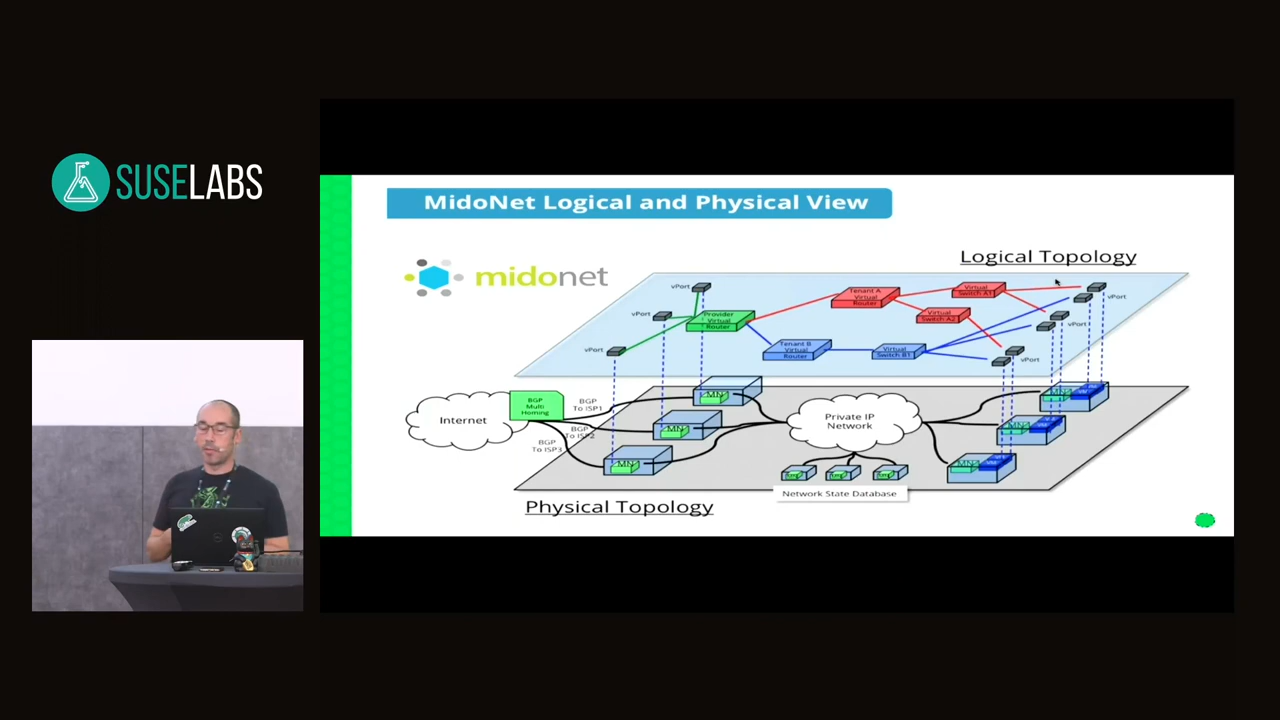 SUSELABS
MidoNet Logical and Physical View
midonet
Logical Topology
vPort
vPort
vPort
Provider
Virtual
Router
Tenant A
Virtual
Router
Virtual
Switch A1
Virtual
Switch A2
Tenant B
Virtual
Router
Virtual
Switch B1
vPort
vPort
vPort
Internet
BGP
Multi
Homing
BGP
To ISP1
BGP
To ISP2
BGP
To ISP3
MN
MN
MN
Private IP
Network
MN
MN
MN
Network State Database
Physical Topology